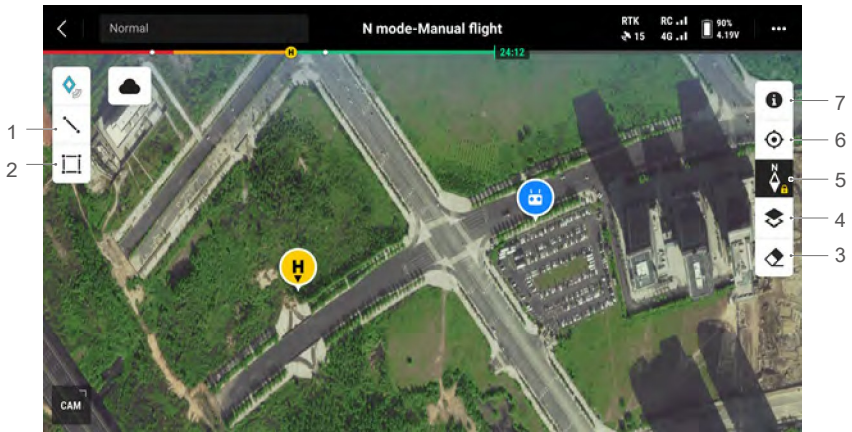 Normal
N mode-Manual flight
RTK
15
RC
4G
90%
4.19V
H
24:12
1
2
N
7
6
5
4
3
H
CAM